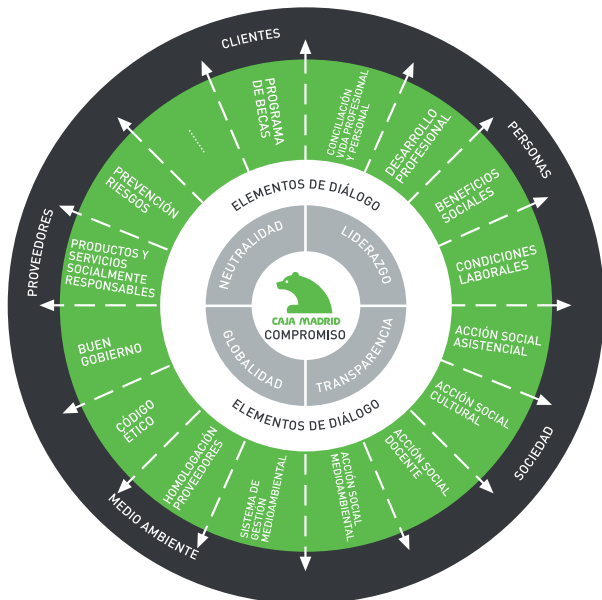 CLIENTES
PERSONAS
SOCIEDAD
MEDIO AMBIENTE
PROVEEDORES
PROGRAMA
DE BECAS
CONCILIACIÓN
VIDA PROFESIONAL
Y PERSONAL
DESARROLLO
PROFESIONAL
BENEFICIOS
SOCIALES
CONDICIONES
LABORALES
ACCIÓN SOCIAL
ASISTENCIAL
ACCIÓN SOCIAL
CULTURAL
ACCIÓN SOCIAL
DOCENTE
ACCIÓN SOCIAL
MEDIOAMBIENTAL
SISTEMA DE
GESTIÓN
MEDIOAMBIENTAL
HOMOLOGACIÓN
PROVEEDORES
CÓDIGO
ÉTICO
BUEN
GOBIERNO
PRODUCTOS Y
SERVICIOS
SOCIALMENTE
RESPONSABLES
PREVENCIÓN
RIESGOS
.........
ELEMENTOS DE DIÁLOGO
NEUTRALIDAD
LIDERAZGO
CAJA MADRID
COMPROMISO
GLOBALIDAD
TRANSPARENCIA
ELEMENTOS DE DIÁLOGO